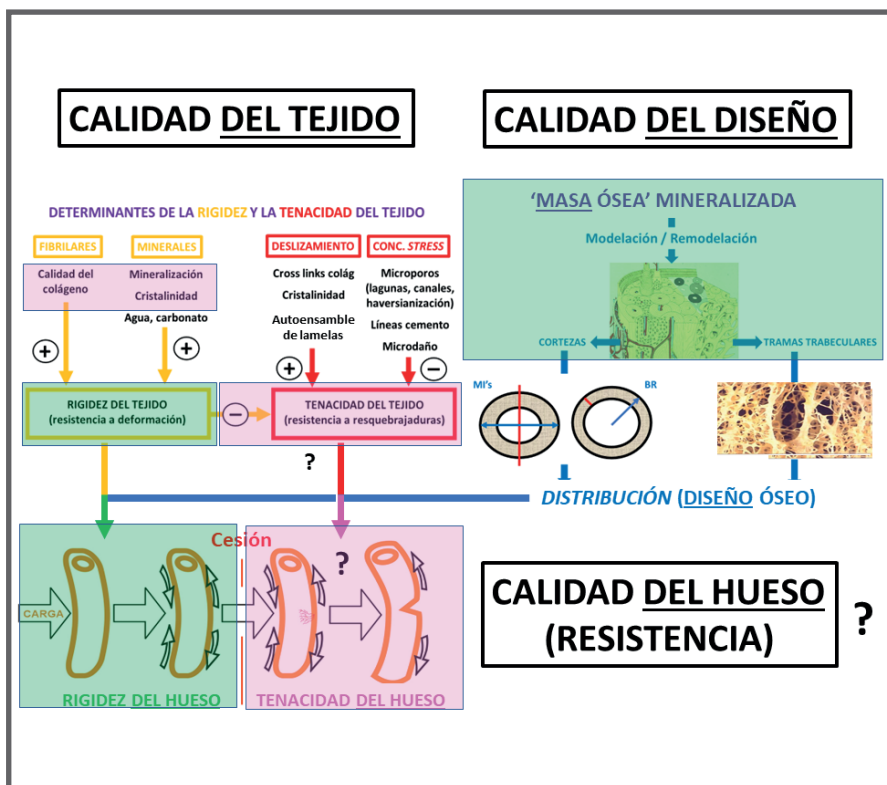 CALIDAD DEL TEJIDO
DETERMINANTES DE LA RIGIDEZ Y LA TENACIDAD DEL TEJIDO
FIBRILARES
Calidad del
colágeno
+
MINERALES
Mineralización
Cristalinidad
Agua, carbonato
+
DESLIZAMIENTO
Cross links colág
Cristalinidad
Autoensamble
de lamelas
+
CONC. STRESS
Microporos
(lagunas, canales,
haversianización)
Líneas cemento
Microdaño
−
RIGIDEZ DEL TEJIDO
(resistencia a deformación)
−
TENACIDAD DEL TEJIDO
(resistencia a resquebrajaduras)
?
CALIDAD DEL DISEÑO
‘MASA ÓSEA’ MINERALIZADA
Modelación / Remodelación
CORTEZAS
TRAMAS TRABECULARES
MI's
BR
DISTRIBUCIÓN (DISEÑO ÓSEO)
Cesión
CARGA
?
RIGIDEZ DEL HUESO
TENACIDAD DEL HUESO
CALIDAD DEL HUESO
(RESISTENCIA)
?